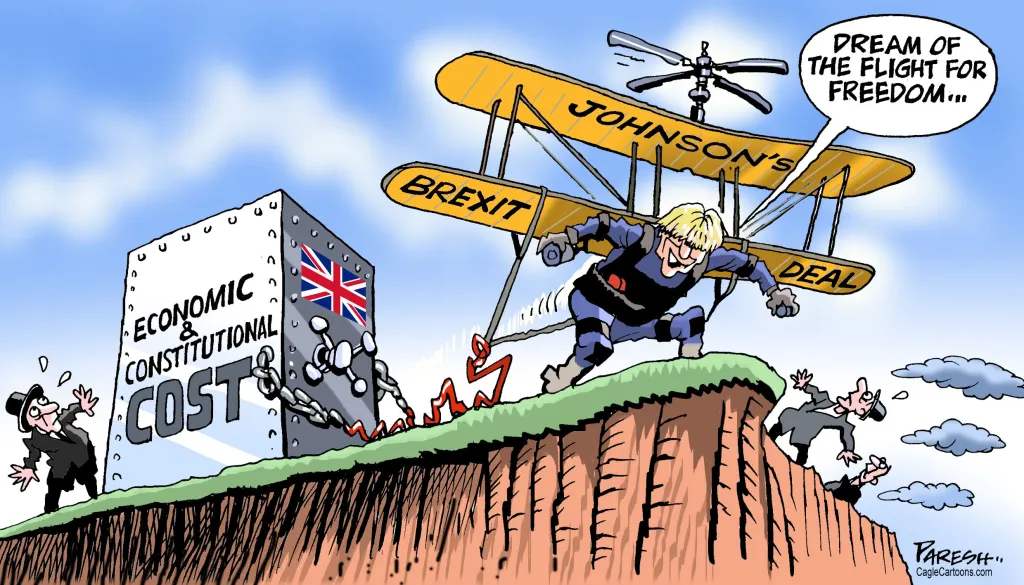 DREAM OF
THE FLIGHT FOR
FREEDOM...
JOHNSON'S
BREXIT
DEAL
ECONOMIC
&
CONSTITUTIONAL
COST
PARESH..
CagleCartoons.com